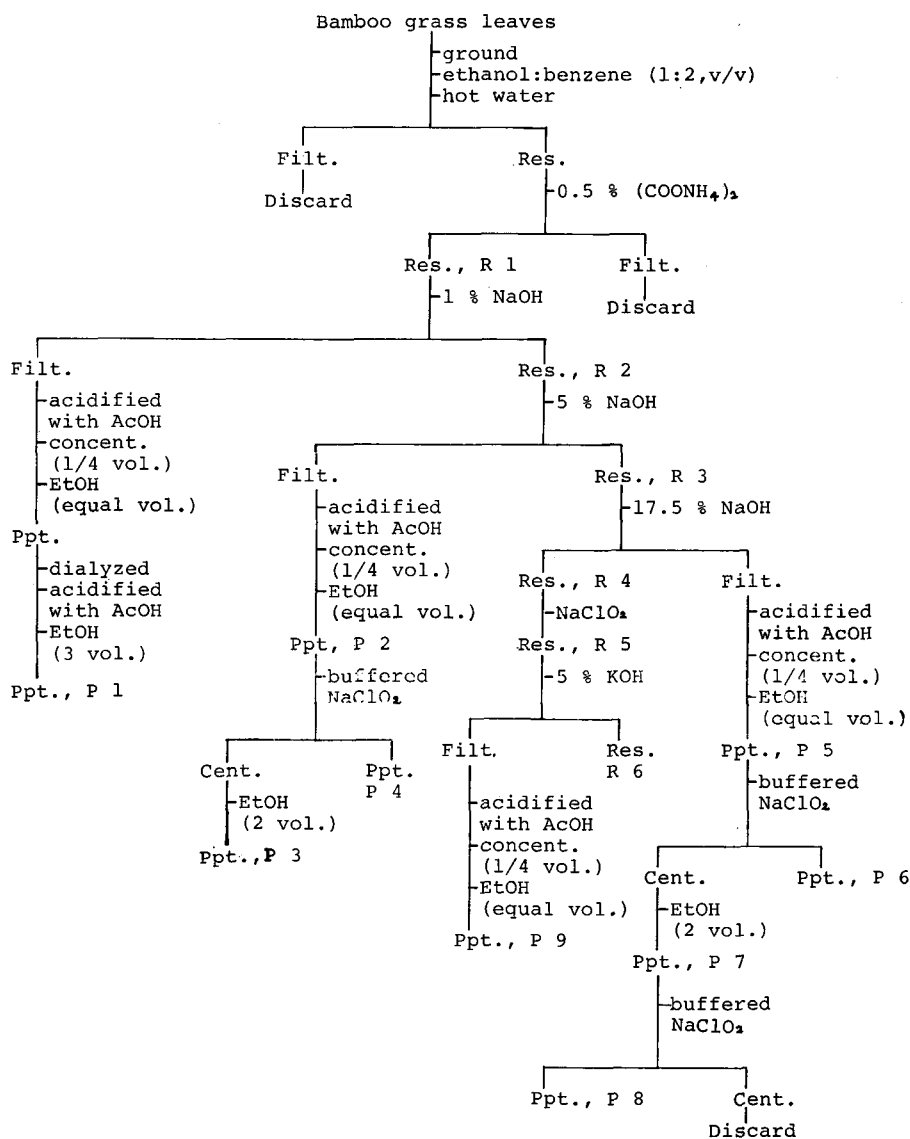 Bamboo grass leaves
ground
ethanol:benzene (1:2,v/v)
hot water
Filt.
Discard
Res.
0.5 % (COONH₄)₂
Res., R 1
1 % NaOH
Filt.
Discard
Filt.
acidified
with AcOH
concent.
(1/4 vol.)
EtOH
(equal vol.)
Ppt.
dialyzed
acidified
with AcOH
EtOH
(3 vol.)
Ppt., P 1
Res., R 2
5 % NaOH
Filt.
acidified
with AcOH
concent.
(1/4 vol.)
EtOH
(equal vol.)
Ppt, P 2
buffered
NaClO₂
Cent.
EtOH
(2 vol.)
Ppt.,P 3
Ppt.
P 4
Res., R 3
17.5 % NaOH
Res., R 4
NaClO₂
Res., R 5
5 % KOH
Filt.
acidified
with AcOH
concent.
(1/4 vol.)
EtOH
(equal vol.)
Ppt., P 9
Res.
R 6
Filt.
acidified
with AcOH
concent.
(1/4 vol.)
EtOH
(equal vol.)
Ppt., P 5
buffered
NaClO₂
Cent.
EtOH
(2 vol.)
Ppt., P 7
buffered
NaClO₂
Ppt., P 8
Cent.
Discard
Ppt., P 6